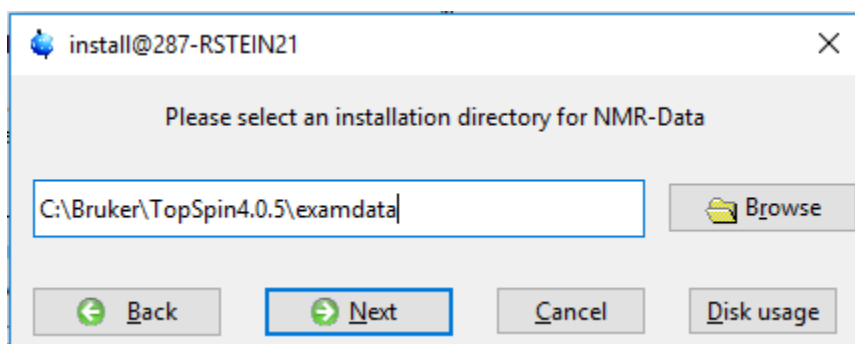 install@287-RSTEIN21
Please select an installation directory for NMR-Data
C:\Bruker\TopSpin4.0.5\examdata
Browse
Back
Next
Cancel
Disk usage